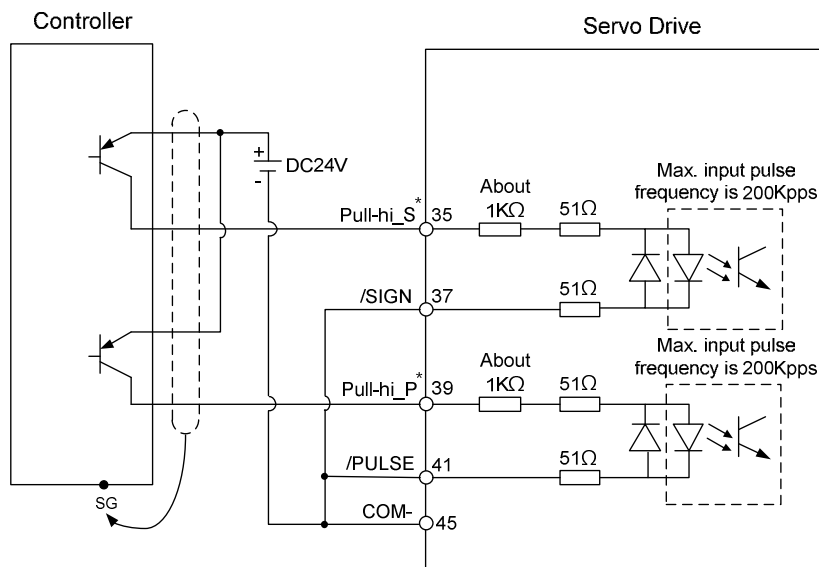 Controller
Servo Drive
+
DC24V
-
Max. input pulse
frequency is 200Kpps
About
1KΩ
51Ω
Pull-hi_S*
35
/SIGN
37
51Ω
Max. input pulse
frequency is 200Kpps
About
1KΩ
51Ω
Pull-hi_P*
39
/PULSE
41
51Ω
SG
COM-
45